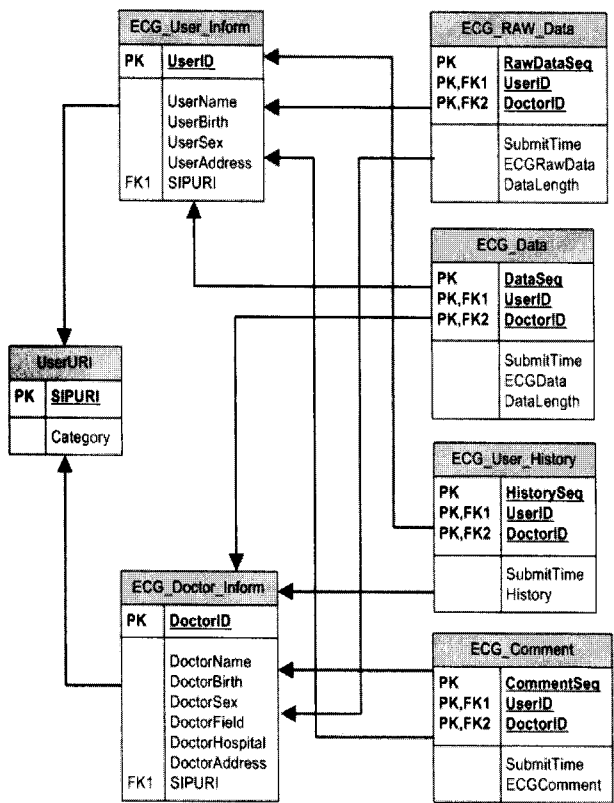 ECG_User_Inform
PK UserID
UserName
UserBirth
UserSex
UserAddress
FK1 SIPURI
ECG_RAW_Data
PK RawDataSeq
PK,FK1 UserID
PK,FK2 DoctorID
SubmitTime
ECGRawData
DataLength
ECG_Data
PK DataSeq
PK,FK1 UserID
PK,FK2 DoctorID
SubmitTime
ECGData
DataLength
UserURI
PK SIPURI
Category
ECG_User_History
PK HistorySeq
PK,FK1 UserID
PK,FK2 DoctorID
SubmitTime
History
ECG_Doctor_Inform
PK DoctorID
DoctorName
DoctorBirth
DoctorSex
DoctorField
DoctorHospital
DoctorAddress
FK1 SIPURI
ECG_Comment
PK CommentSeq
PK,FK1 UserID
PK,FK2 DoctorID
SubmitTime
ECGComment